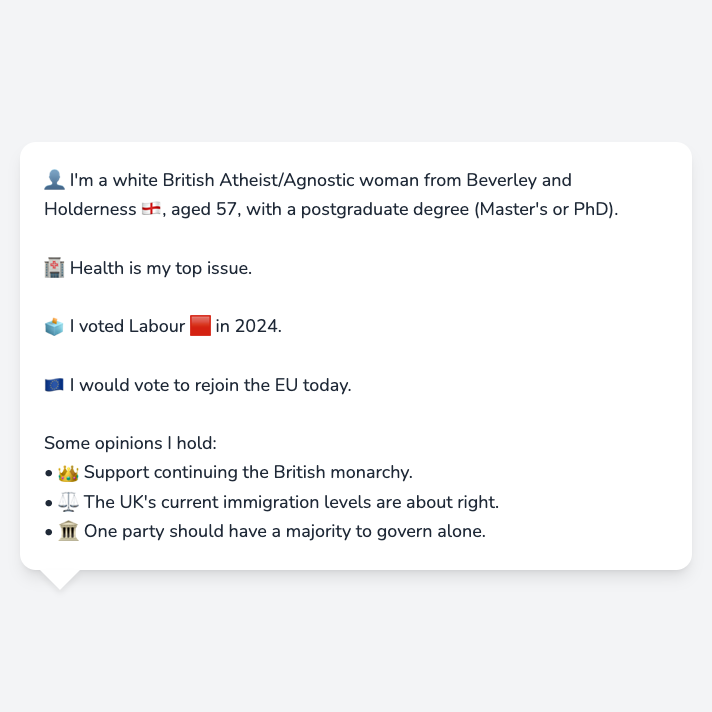 👤 I'm a white British Atheist/Agnostic woman from Beverley and
Holderness 🏴󠁧󠁢󠁥󠁮󠁧󠁿, aged 57, with a postgraduate degree (Master's or PhD).
🏥 Health is my top issue.
🗳️ I voted Labour 🟥 in 2024.
🇪🇺 I would vote to rejoin the EU today.
Some opinions I hold:
• 👑 Support continuing the British monarchy.
• ⚖️ The UK's current immigration levels are about right.
• 🏛️ One party should have a majority to govern alone.